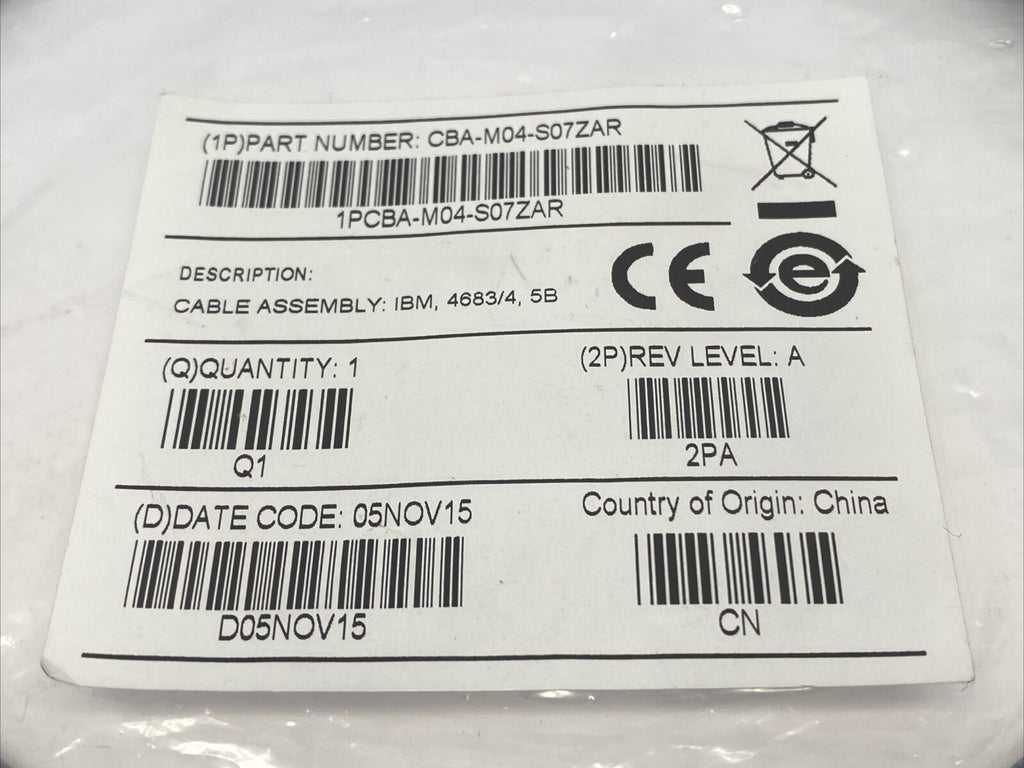 (1P)PART NUMBER: CBA-M04-S07ZAR
1PCBA-M04-S07ZAR
DESCRIPTION:
CABLE ASSEMBLY: IBM, 4683/4, 5B
CE
e
(Q)QUANTITY: 1
(2P)REV LEVEL: A
Q1
2PA
(D)DATE CODE: 05NOV15
Country of Origin: China
D05NOV15
CN